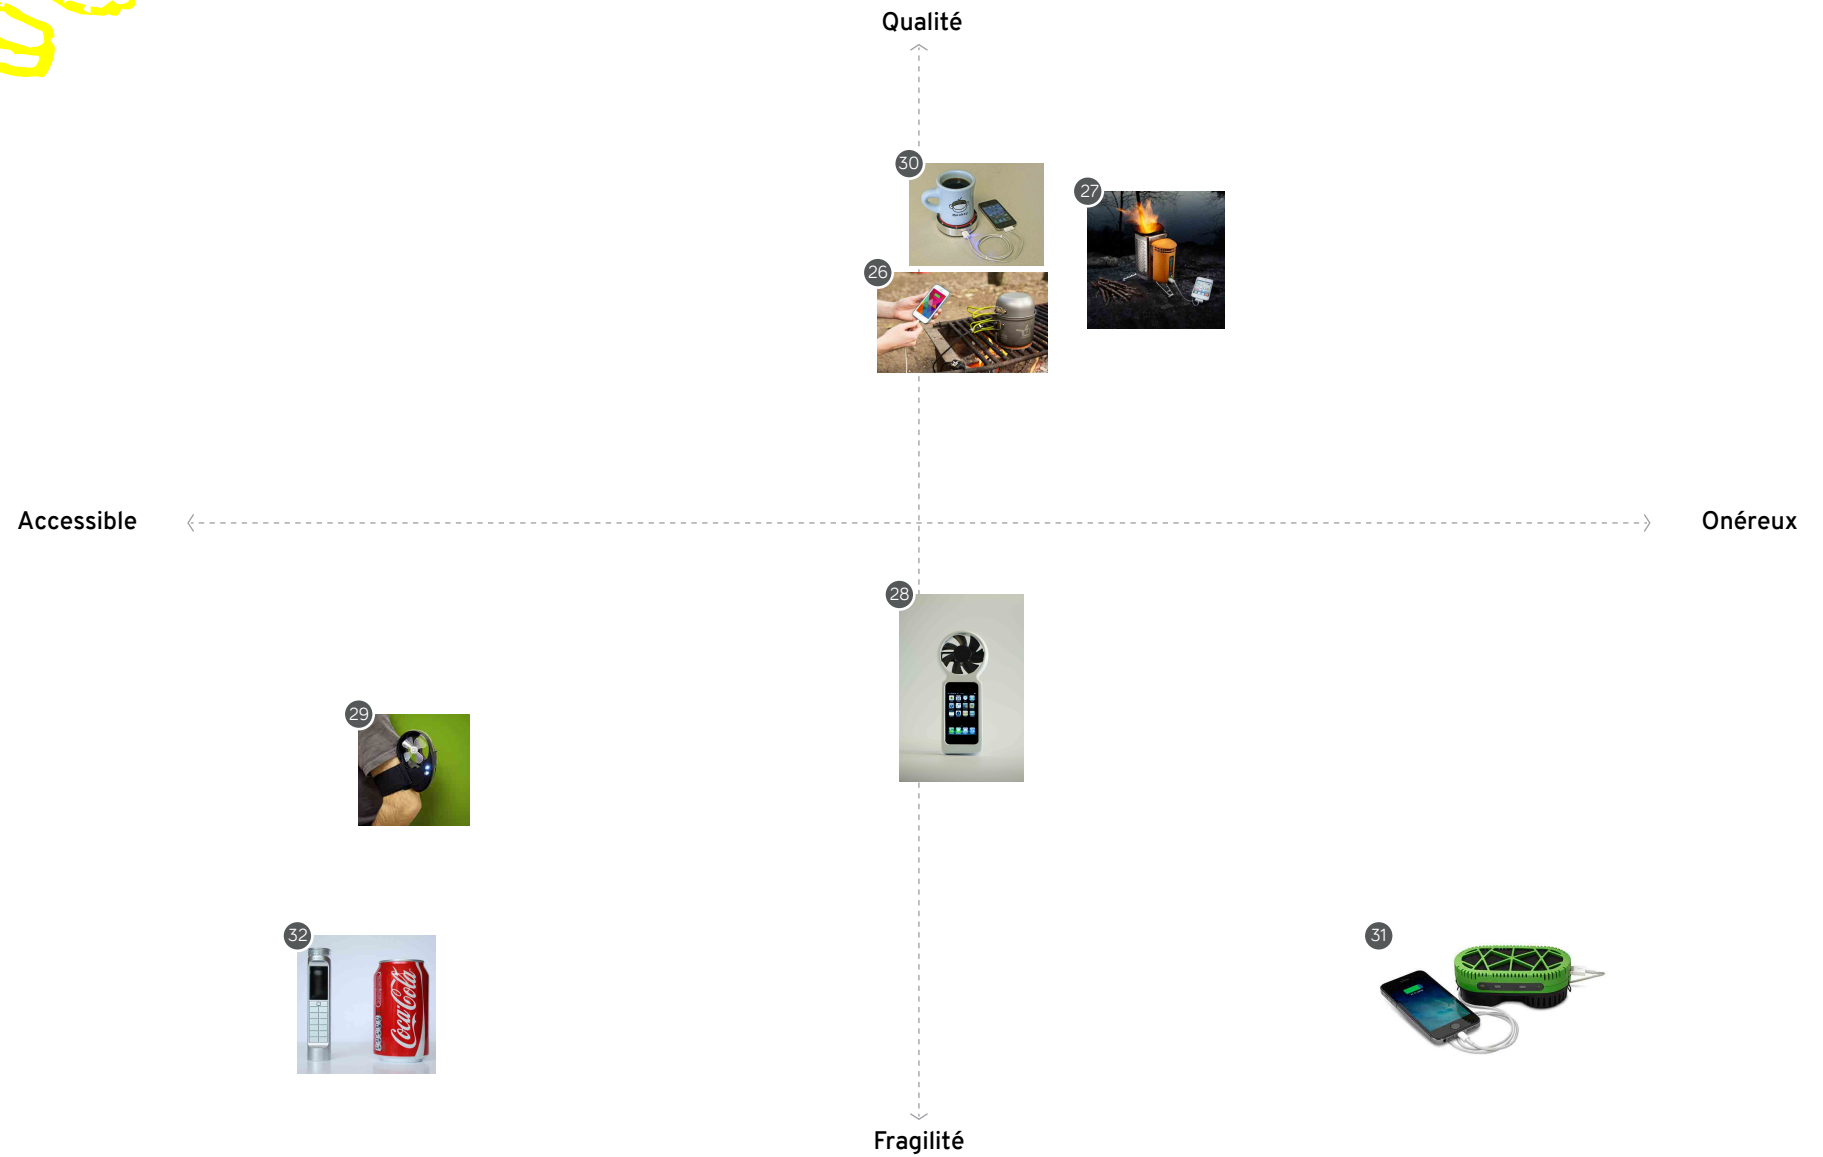 Qualité
30
27
26
Accessible
Onéreux
28
29
32
31
Coca-Cola
Fragilité